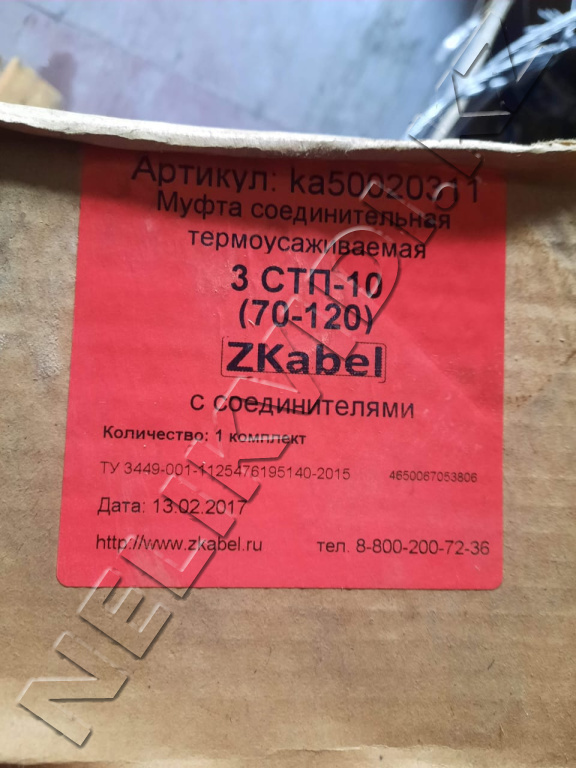 Артикул: ka50020311
Муфта соединительная
термоусаживаемая
3 СТП-10
(70-120)
ZKabel
с соединителями
Количество: 1 комплект
ТУ 3449-001-1125476195140-2015 4650067053806
Дата: 13.02.2017
http://www.zkabel.ru тел. 8-800-200-72-36